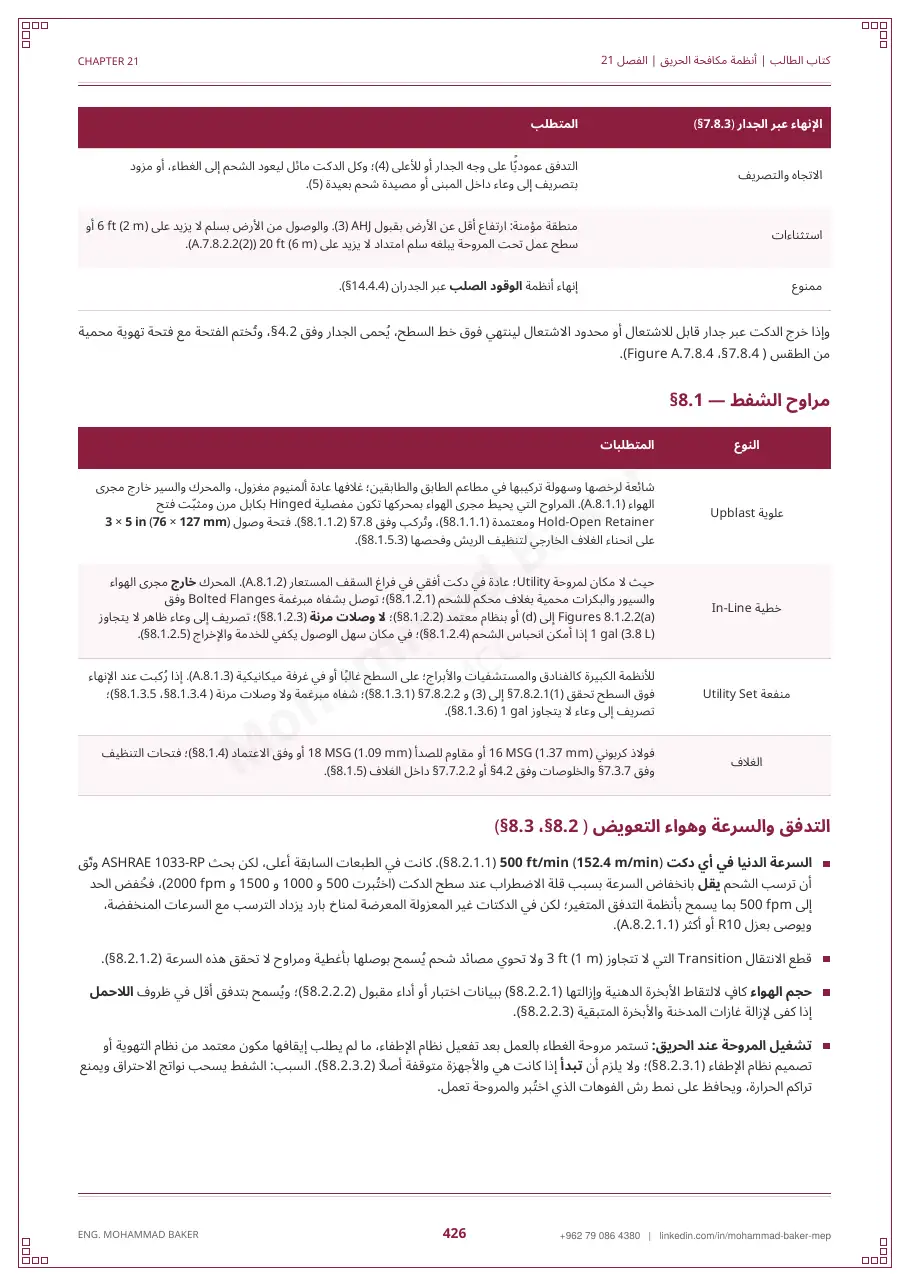 كتاب الطالب | أنظمة مكافحة الحريق | الفصل 21
CHAPTER 21
الإنهاء عبر الجدار (§7.8.3)
المتطلب
الاتجاه والتصريف
التدفق عموديًّا على وجه الجدار أو للأعلى (4)؛ وكل الدكت مائل ليعود الشحم إلى الغطاء، أو مزود
بتصريف إلى وعاء داخل المبنى أو مصيدة شحم بعيدة (5).
استثناءات
منطقة مؤمنة: ارتفاع أقل عن الأرض بقبول AHJ (3). والوصول من الأرض بسلم لا يزيد على 6 ft (2 m) أو
سطح عمل تحت المروحة يبلغه سلم امتداد لا يزيد على 20 ft (6 m) (A.7.8.2.2(2)).
ممنوع
إنهاء أنظمة الوقود الصلب عبر الجدران (§14.4.4).
وإذا خرج الدكت عبر جدار قابل للاشتعال أو محدود الاشتعال لينتهي فوق خط السطح، يُحمى الجدار وفق §4.2، وتُختم الفتحة مع فتحة تهوية محمية
من الطقس (§7.8.4، Figure A.7.8.4).
مراوح الشفط — §8.1
النوع
المتطلبات
علوية Upblast
شائعة لرخصها وسهولة تركيبها في مطاعم الطابق والطابقين؛ غلافها عادة ألمنيوم مغزول، والمحرك والسير خارج مجرى
الهواء (A.8.1.1). المراوح التي يحيط مجرى الهواء بمحركها تكون مفصلية Hinged بكابل مرن ومثبّت فتح
Hold-Open Retainer ومعتمدة (§8.1.1.1)، وتُركب وفق §7.8 (§8.1.1.2). فتحة وصول 3 × 5 in (76 × 127 mm)
على انحناء الغلاف الخارجي لتنظيف الريش وفحصها (§8.1.5.3).
خطية In-Line
حيث لا مكان لمروحة Utility؛ عادة في دكت أفقي في فراغ السقف المستعار (A.8.1.2). المحرك خارج مجرى الهواء
والسيور والبكرات محمية بغلاف محكم للشحم (§8.1.2.1)؛ توصل بشفاه مبرغمة Bolted Flanges وفق
Figures 8.1.2.2(a) إلى (d) أو بنظام معتمد (§8.1.2.2)؛ لا وصلات مرنة (§8.1.2.3)؛ تصريف إلى وعاء ظاهر لا يتجاوز
1 gal (3.8 L) إذا أمكن انحباس الشحم (§8.1.2.4)؛ في مكان سهل الوصول يكفي للخدمة والإخراج (§8.1.2.5).
منفعة Utility Set
للأنظمة الكبيرة كالفنادق والمستشفيات والأبراج؛ على السطح غالبًا أو في غرفة ميكانيكية (A.8.1.3). إذا رُكبت عند الإنهاء
فوق السطح تحقق §7.8.2.1(1) إلى (3) و §7.8.2.2 (§8.1.3.1)؛ شفاه مبرغمة ولا وصلات مرنة (§8.1.3.4، §8.1.3.5)؛
تصريف إلى وعاء لا يتجاوز 1 gal (§8.1.3.6).
الغلاف
فولاذ كربوني 16 MSG (1.37 mm) أو مقاوم للصدأ 18 MSG (1.09 mm) أو وفق الاعتماد (§8.1.4)؛ فتحات التنظيف
وفق §7.3.7 والخلوصات وفق §4.2 أو §7.7.2.2 داخل الغلاف (§8.1.5).
التدفق والسرعة وهواء التعويض (§8.2، §8.3)
السرعة الدنيا في أي دكت 500 ft/min (152.4 m/min) (§8.2.1.1). كانت في الطبعات السابقة أعلى، لكن بحث ASHRAE 1033-RP وثّق
أن ترسب الشحم يقل بانخفاض السرعة بسبب قلة الاضطراب عند سطح الدكت (اختُبرت 500 و 1000 و 1500 و 2000 fpm)، فخُفض الحد
إلى 500 fpm بما يسمح بأنظمة التدفق المتغير؛ لكن في الدكتات غير المعزولة المعرضة لمناخ بارد يزداد الترسب مع السرعات المنخفضة،
ويوصى بعزل R10 أو أكثر (A.8.2.1.1).
قطع الانتقال Transition التي لا تتجاوز 3 ft (1 m) ولا تحوي مصائد شحم يُسمح بوصلها بأغطية ومراوح لا تحقق هذه السرعة (§8.2.1.2).
حجم الهواء كافٍ لالتقاط الأبخرة الدهنية وإزالتها (§8.2.2.1) ببيانات اختبار أو أداء مقبول (§8.2.2.2)؛ ويُسمح بتدفق أقل في ظروف اللاحمل
إذا كفى لإزالة غازات المدخنة والأبخرة المتبقية (§8.2.2.3).
تشغيل المروحة عند الحريق: تستمر مروحة الغطاء بالعمل بعد تفعيل نظام الإطفاء، ما لم يطلب إيقافها مكون معتمد من نظام التهوية أو
تصميم نظام الإطفاء (§8.2.3.1)؛ ولا يلزم أن تبدأ إذا كانت هي والأجهزة متوقفة أصلًا (§8.2.3.2). السبب: الشفط يسحب نواتج الاحتراق ويمنع
تراكم الحرارة، ويحافظ على نمط رش الفوهات الذي اختُبر والمروحة تعمل.
ENG. MOHAMMAD BAKER
426
+962 79 086 4380 | linkedin.com/in/mohammad-baker-mep